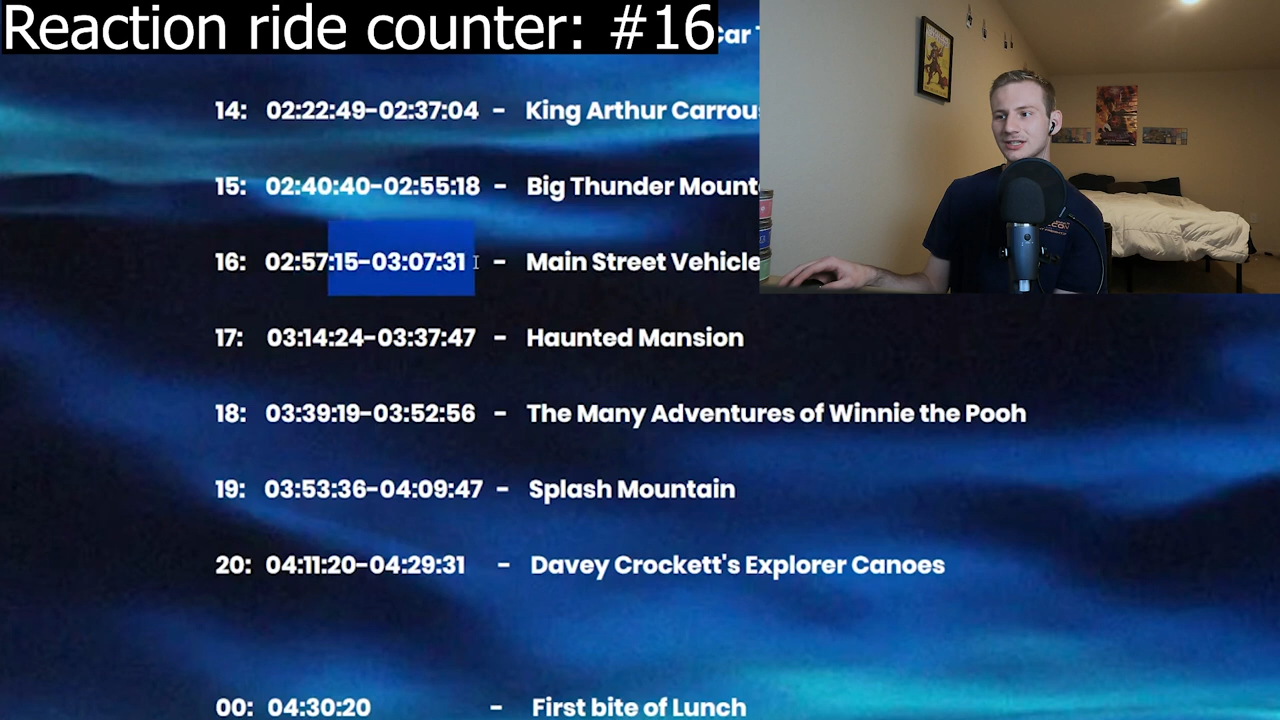 Reaction ride counter: #16
Car
14: 02:22:49-02:37:04 - King Arthur Carrou
15: 02:40:40-02:55:18 - Big Thunder Mount
16: 02:57:15-03:07:31 - Main Street Vehicle
17: 03:14:24-03:37:47 - Haunted Mansion
18: 03:39:19-03:52:56 - The Many Adventures of Winnie the Pooh
19: 03:53:36-04:09:47 - Splash Mountain
20: 04:11:20-04:29:31 - Davey Crockett's Explorer Canoes
00: 04:30:20 - First bite of Lunch